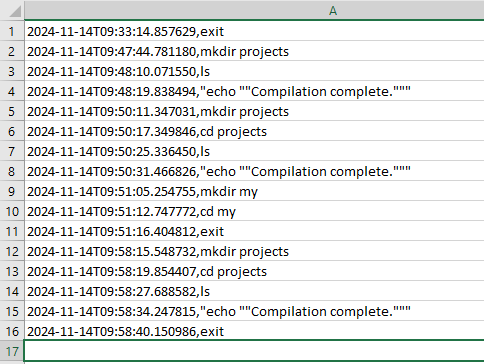 A
1 2024-11-14T09:33:14.857629,exit
2 2024-11-14T09:47:44.781180,mkdir projects
3 2024-11-14T09:48:10.071550,ls
4 2024-11-14T09:48:19.838494,"echo ""Compilation complete."""
5 2024-11-14T09:50:11.347031,mkdir projects
6 2024-11-14T09:50:17.349846,cd projects
7 2024-11-14T09:50:25.336450,ls
8 2024-11-14T09:50:31.466826,"echo ""Compilation complete."""
9 2024-11-14T09:51:05.254755,mkdir my
10 2024-11-14T09:51:12.747772,cd my
11 2024-11-14T09:51:16.404812,exit
12 2024-11-14T09:58:15.548732,mkdir projects
13 2024-11-14T09:58:19.854407,cd projects
14 2024-11-14T09:58:27.688582,ls
15 2024-11-14T09:58:34.247815,"echo ""Compilation complete."""
16 2024-11-14T09:58:40.150986,exit
17